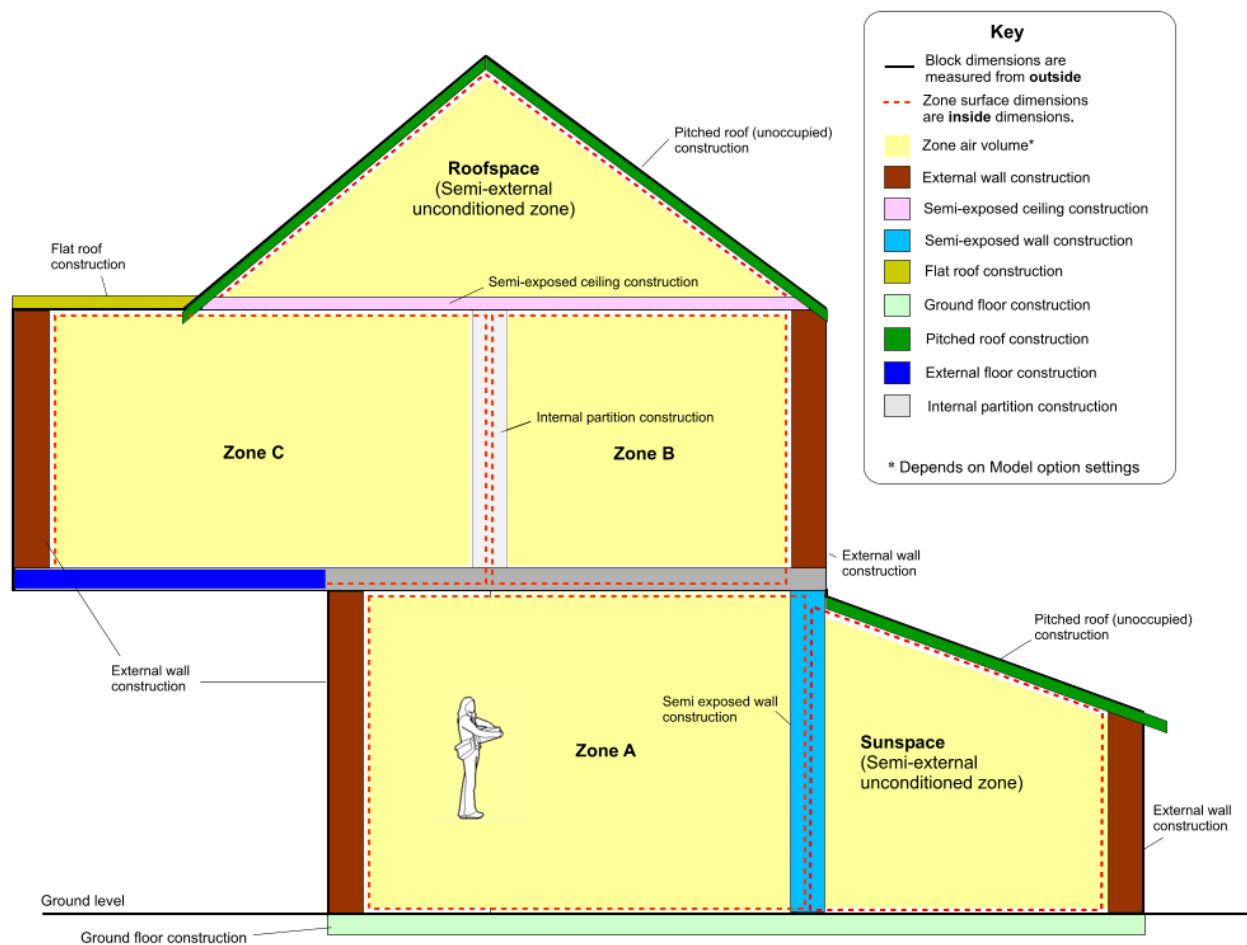 Key
Block dimensions are
measured from outside
Zone surface dimensions
are inside dimensions.
Zone air volume*
External wall construction
Semi-exposed ceiling construction
Semi-exposed wall construction
Flat roof construction
Ground floor construction
Pitched roof construction
External floor construction
Internal partition construction
* Depends on Model option settings
Pitched roof (unoccupied)
construction
Roofspace
(Semi-external
unconditioned zone)
Flat roof
construction
Semi-exposed ceiling construction
Internal partition construction
Zone C
Zone B
External wall
construction
Pitched roof (unoccupied)
construction
External wall
construction
Semi exposed wall
construction
Zone A
Sunspace
(Semi-external
unconditioned zone)
External wall
construction
Ground level
Ground floor construction